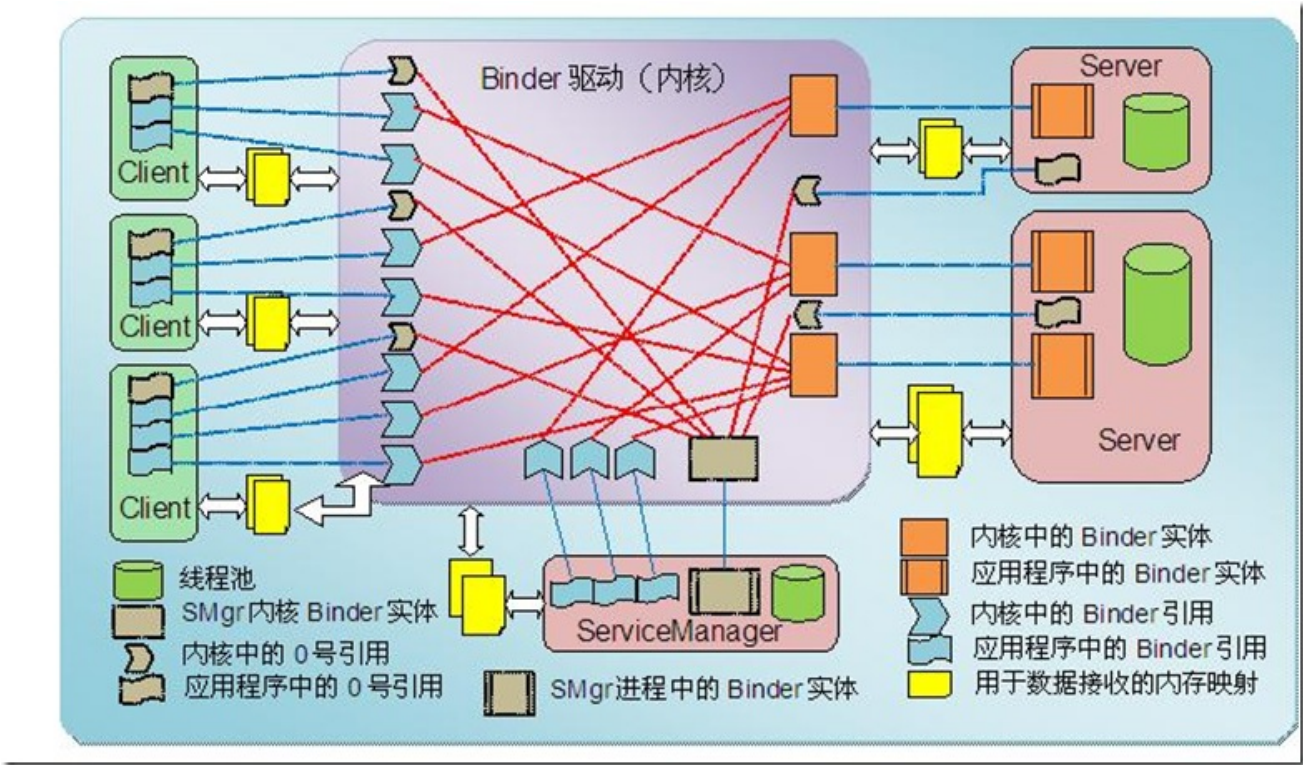 Binder 驱动（内核）
Server
Client
Client
Server
Client
ServiceManager
线程池
SMgr内核 Binder实体
内核中的 0号引用
应用程序中的 0号引用
SMgr进程中的 Binder实体
内核中的 Binder实体
应用程序中的 Binder实体
内核中的 Binder引用
应用程序中的 Binder引用
用于数据接收的内存映射